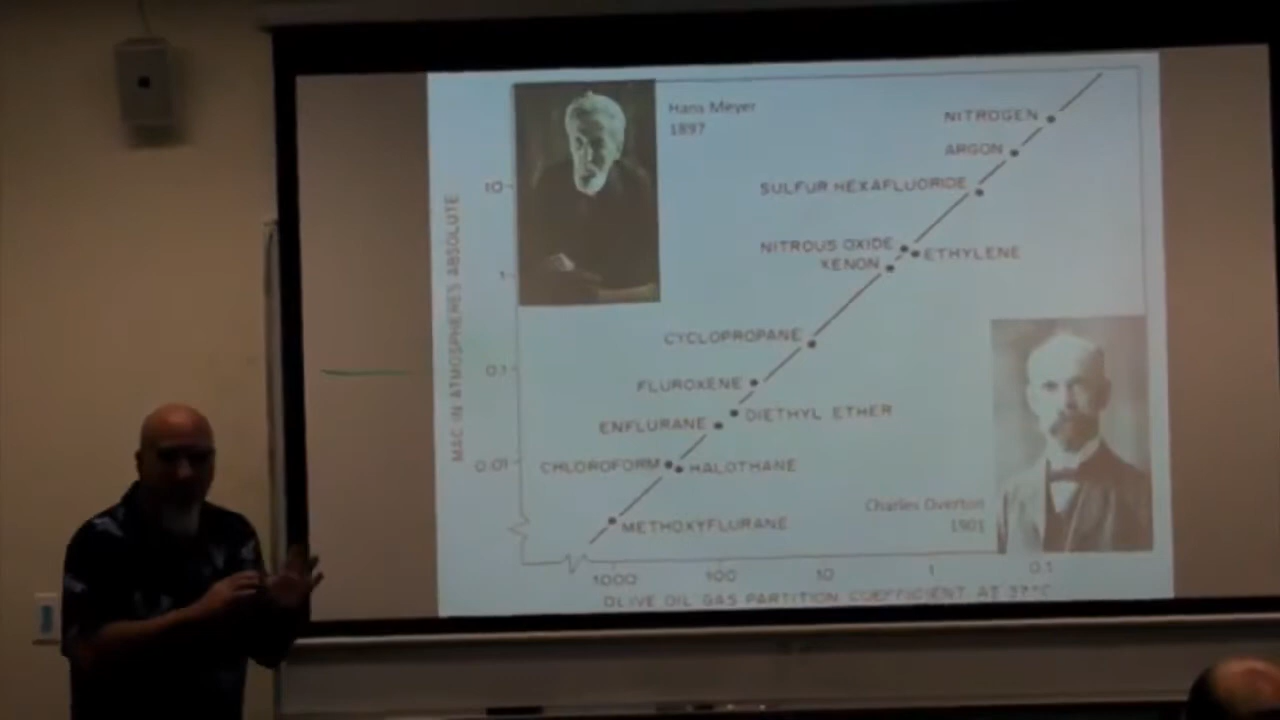 Hans Meyer
1897
NITROGEN
ARGON
SULFUR HEXAFLUORIDE
10
NITROUS OXIDE
ETHYLENE
XENON
1
CYCLOPROPANE
0.1
FLUROXENE
DIETHYL ETHER
ENFLURANE
CHLOROFORM
HALOTHANE
0.01
METHOXYFLURANE
Charles Overton
1901
MAC IN ATMOSPHERES ABSOLUTE
1000 100 10 1 0.1
OLIVE OIL GAS PARTITION COEFFICIENT AT 37°C